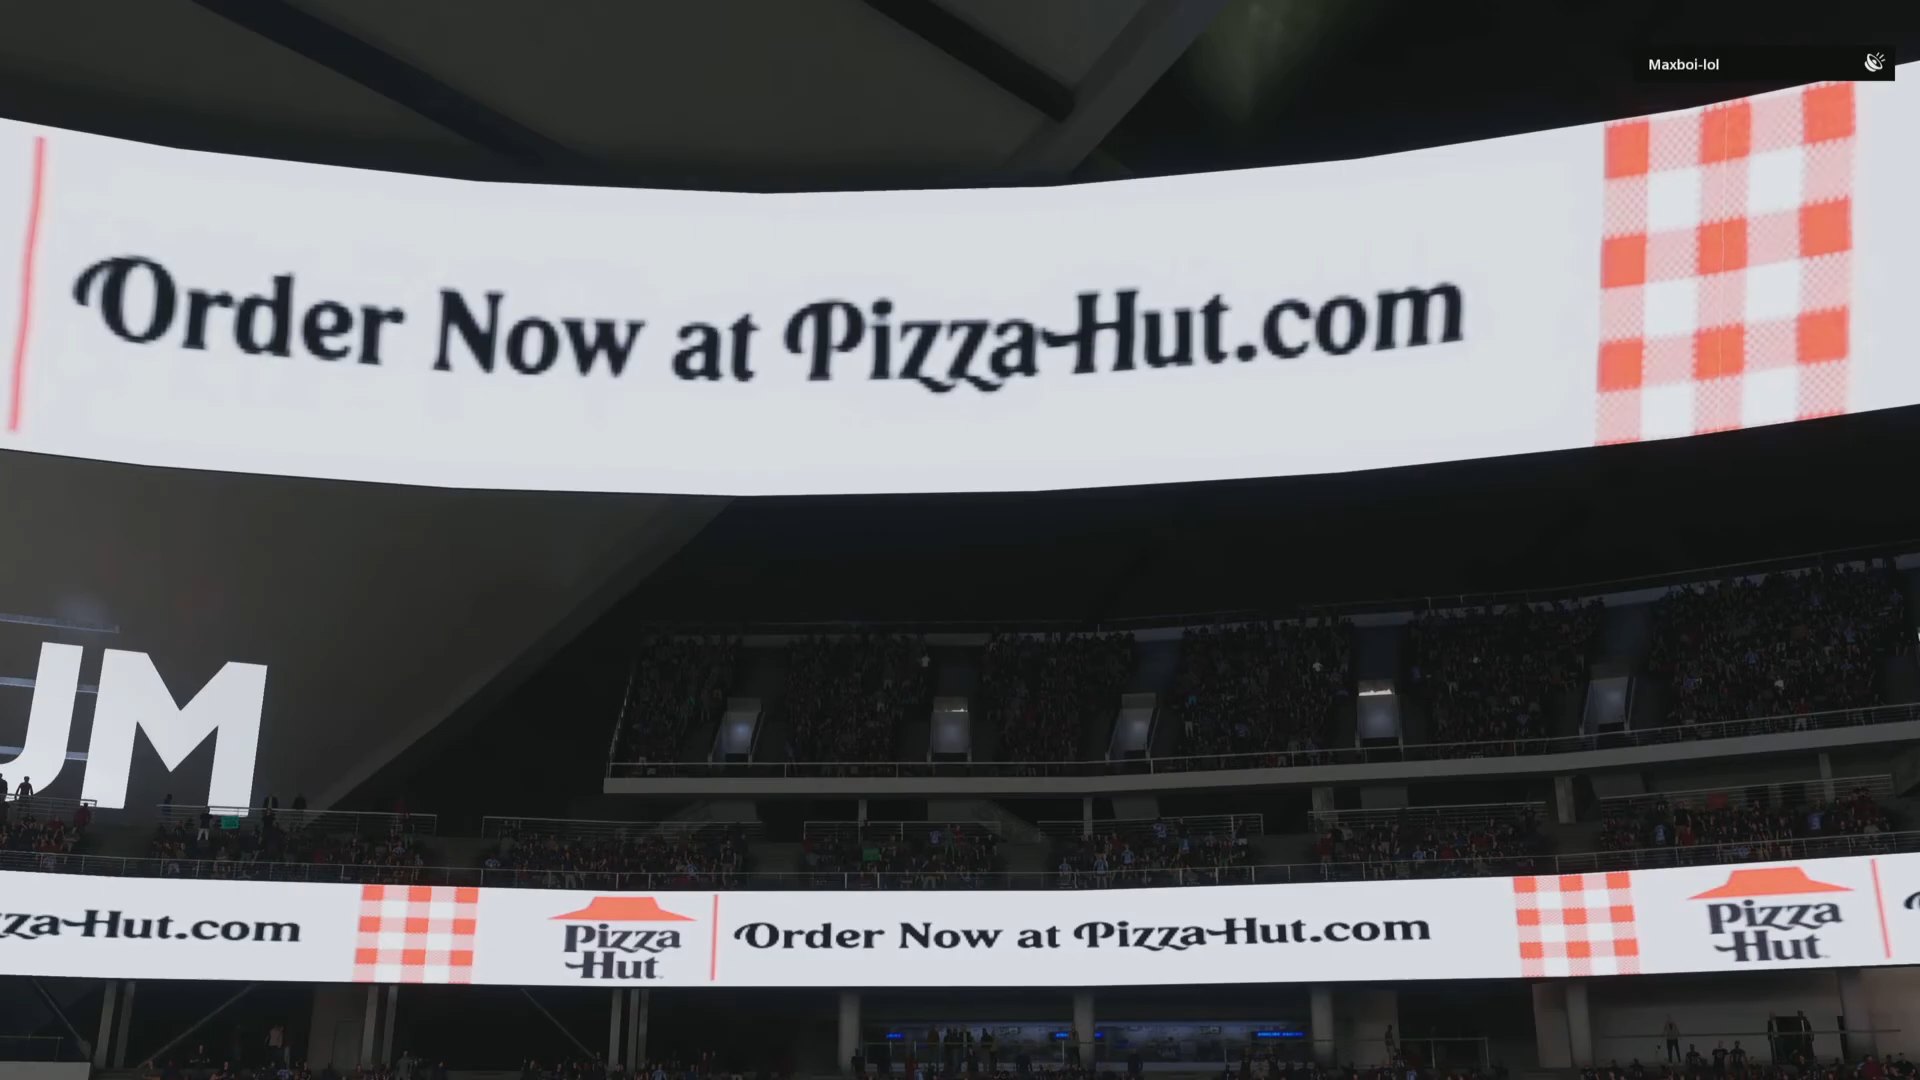 Maxboi-lol
Order Now at Pizza-Hut.com
UM
zza-Hut.com
Pizza
Hut
Order Now at Pizza-Hut.com
Pizza
Hut